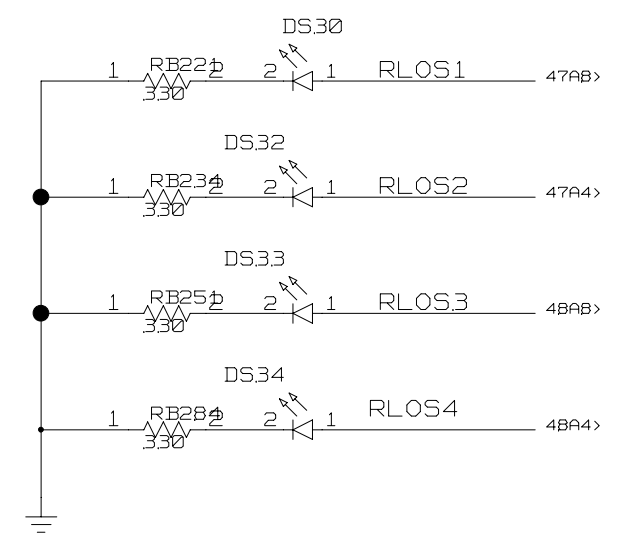 DS30
1 RB221 2 2 1 RLOS1 47A8>
330
DS32
1 RB234 2 2 1 RLOS2 47A4>
330
DS33
1 RB251 2 2 1 RLOS3 48A8>
330
DS34
1 RB284 2 2 1 RLOS4 48A4>
330